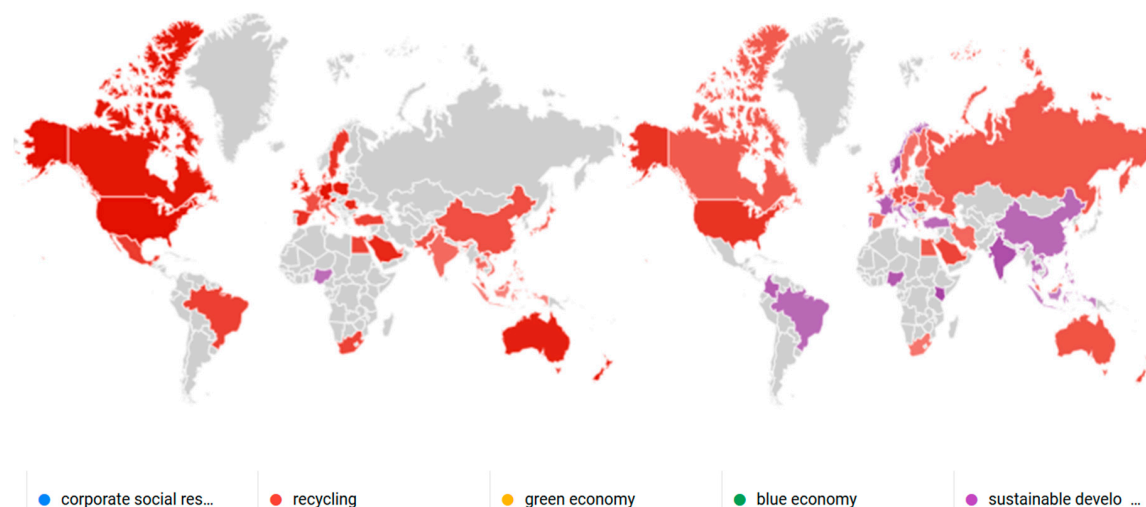 corporate social res...
recycling
green economy
blue economy
sustainable develo ...